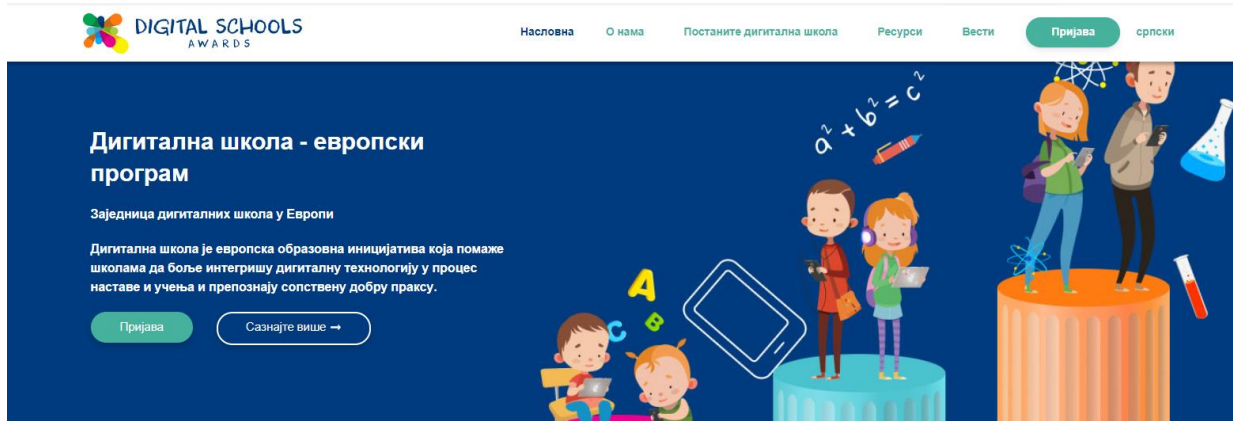 DIGITAL SCHOOLS
AWARDS
Насловна О нама Постаните дигитална школа Ресурси Вести Пријава српски
Дигитална школа - европски
програм
Заједница дигиталних школа у Европи
Дигитална школа је европска образовна иницијатива која помаже
школама да боље интегришу дигиталну технологију у процес
наставе и учења и препознају сопствену добру праксу.
Пријава Сазнајте више →
a² + b² = c²
A
B
C